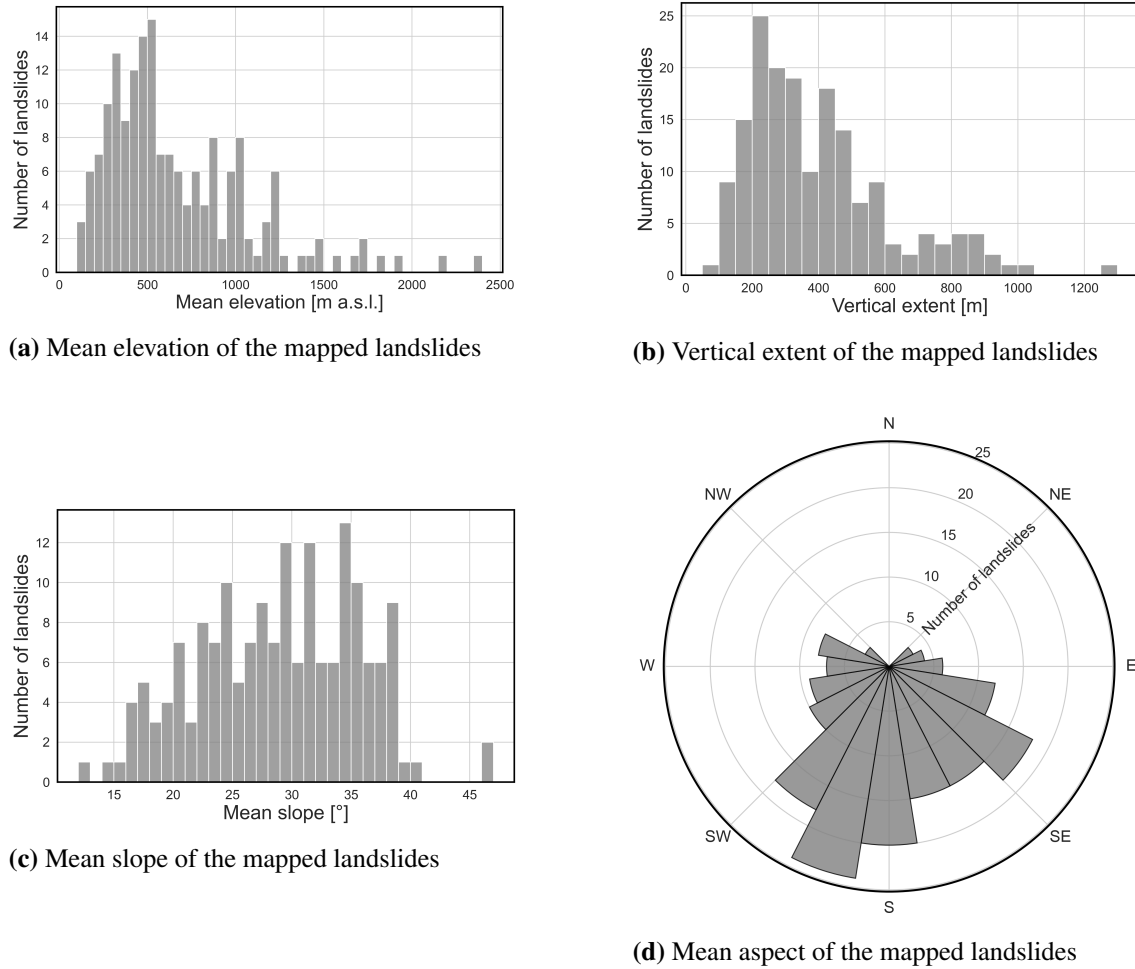 Number of landslides
14
12
10
8
6
4
2
0
0 500 1000 1500 2000 2500
Mean elevation [m a.s.l.]
(a) Mean elevation of the mapped landslides
Number of landslides
25
20
15
10
5
0
0 200 400 600 800 1000 1200
Vertical extent [m]
(b) Vertical extent of the mapped landslides
Number of landslides
12
10
8
6
4
2
0
15 20 25 30 35 40 45
Mean slope [°]
(c) Mean slope of the mapped landslides
N
25
NW
20
NE
15
10
Number of landslides
5
W
E
SW
SE
S
(d) Mean aspect of the mapped landslides